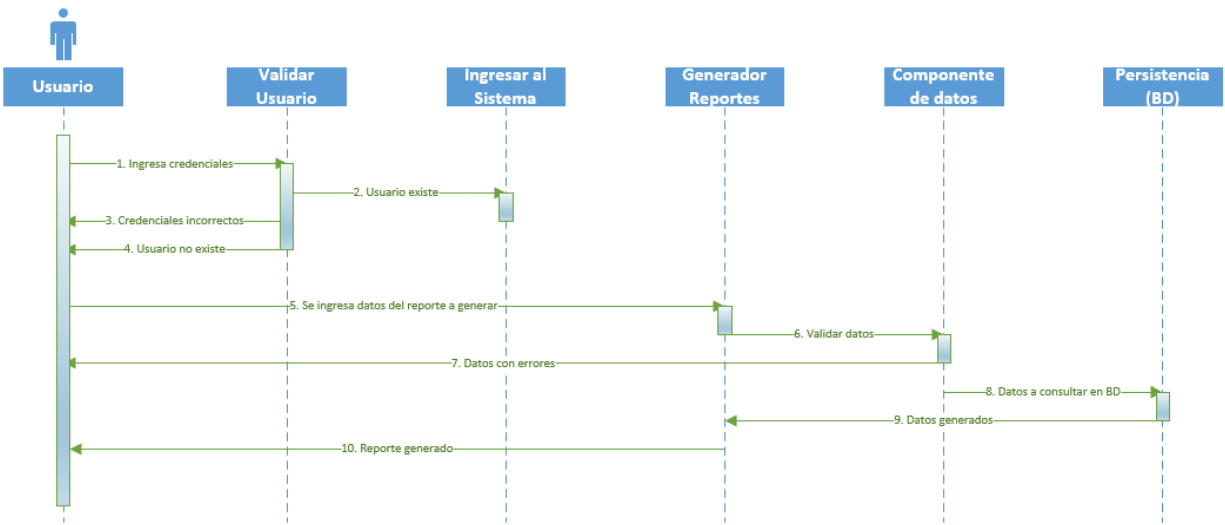 Usuario
Validar
Usuario
Ingresar al
Sistema
Generador
Reportes
Componente
de datos
Persistencia
(BD)
1. Ingresa credenciales
2. Usuario existe
3. Credenciales incorrectos
4. Usuario no existe
5. Se ingresa datos del reporte a generar
6. Validar datos
7. Datos con errores
8. Datos a consultar en BD
9. Datos generados
10. Reporte generado